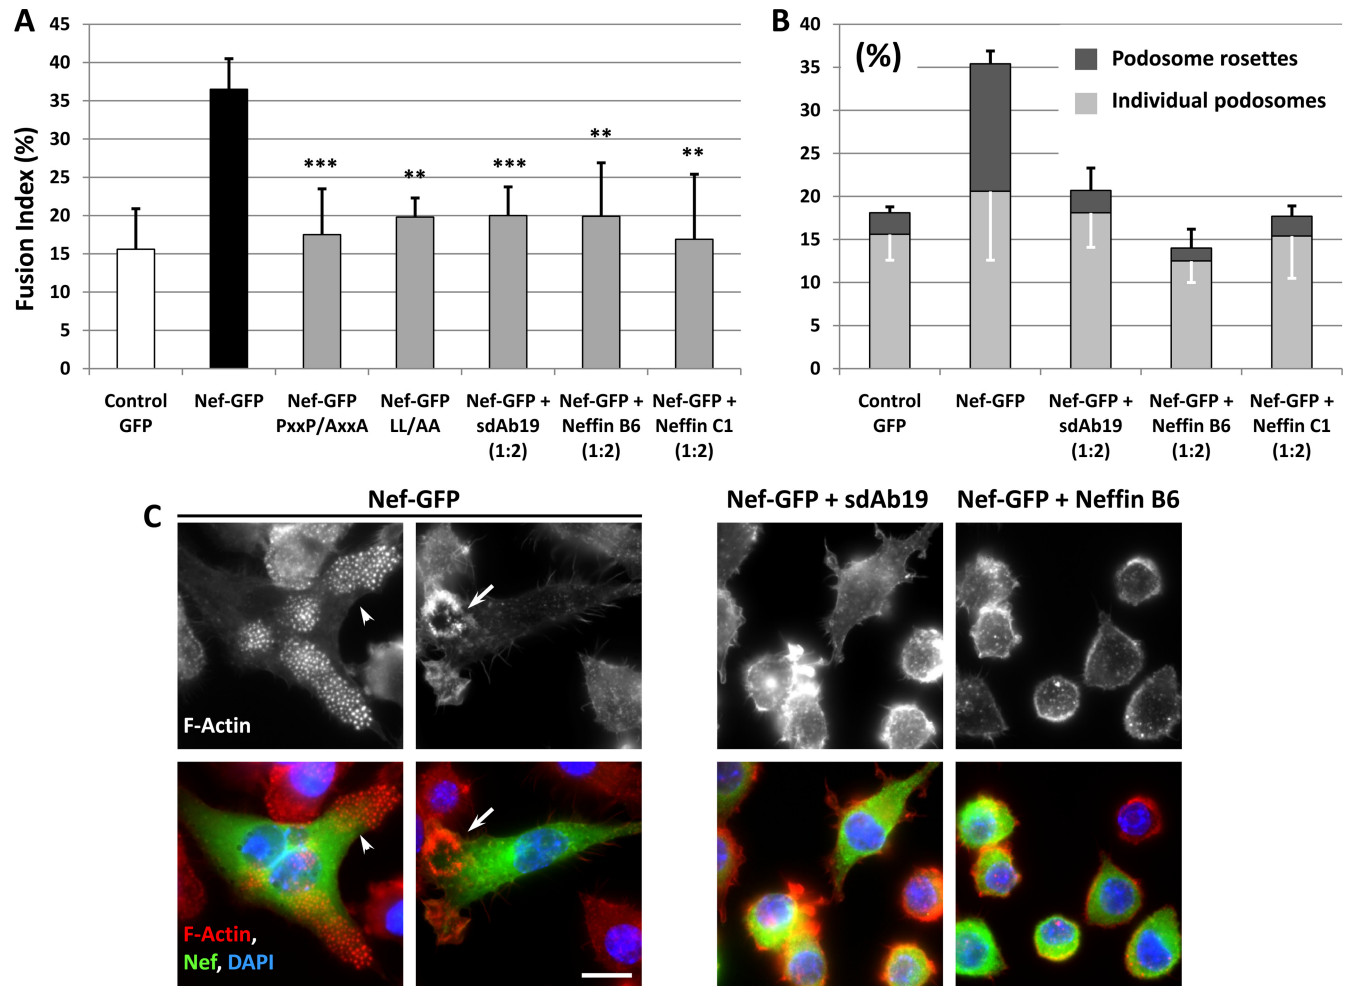 A
Fusion Index (%)
45
40
35
30
25
20
15
10
5
0
***
**
***
**
**
Control GFP
Nef-GFP
Nef-GFP PxxP/AxxA
Nef-GFP LL/AA
Nef-GFP + sdAb19 (1:2)
Nef-GFP + Neffin B6 (1:2)
Nef-GFP + Neffin C1 (1:2)
B
(%)
40
35
30
25
20
15
10
5
0
Podosome rosettes
Individual podosomes
Control GFP
Nef-GFP
Nef-GFP + sdAb19 (1:2)
Nef-GFP + Neffin B6 (1:2)
Nef-GFP + Neffin C1 (1:2)
C
Nef-GFP
Nef-GFP + sdAb19
Nef-GFP + Neffin B6
F-Actin
F-Actin,
Nef, DAPI